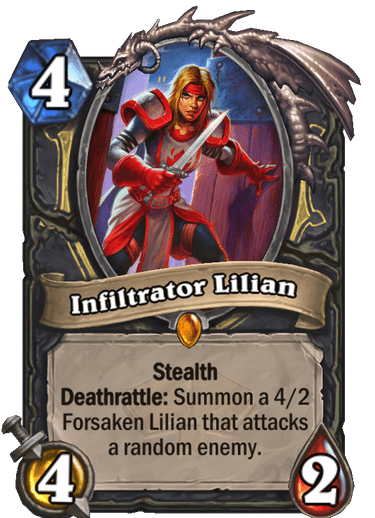 4
Infiltrator Lilian
Stealth
Deathrattle: Summon a 4/2
Forsaken Lilian that attacks
a random enemy.
4
2